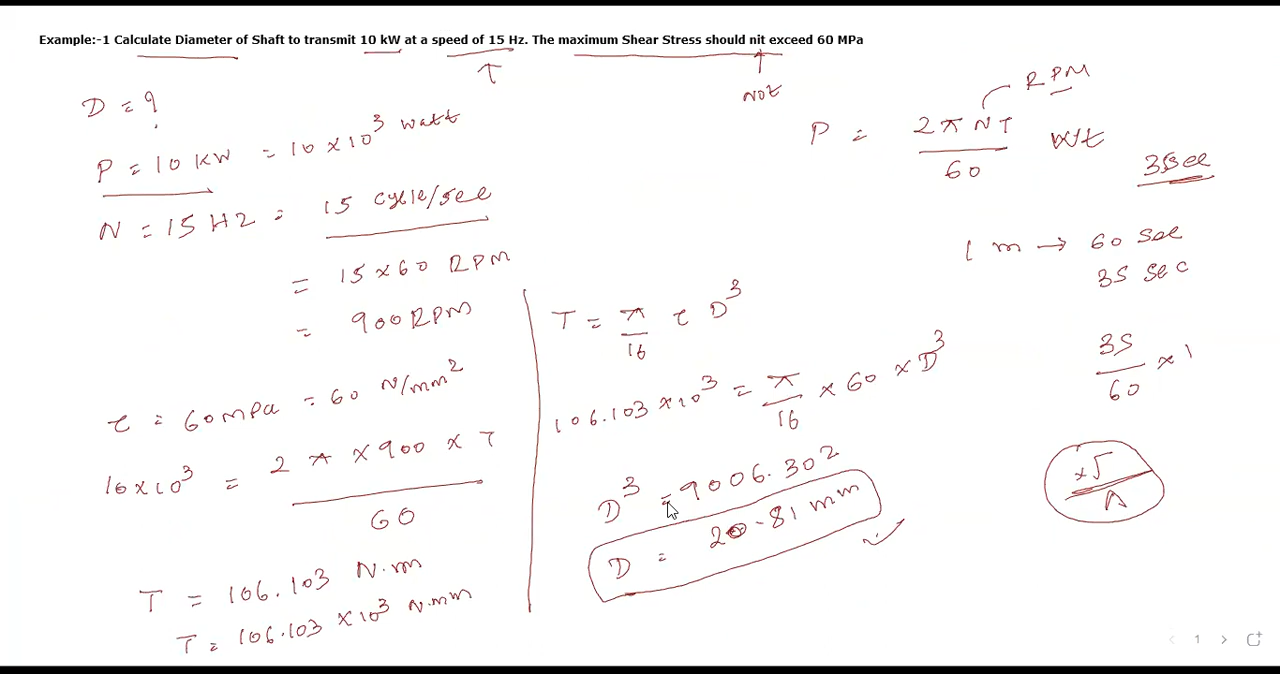 Example:-1 Calculate Diameter of Shaft to transmit 10 kW at a speed of 15 Hz. The maximum Shear Stress should nit exceed 60 MPa
NOT
D = ?
P = 10 KW = 10 × 10³ watt
N = 15 HZ = 15 cycle/sec
= 15 × 60 RPM
= 900 RPM
τ = 60 mpa = 60 N/mm²
10 × 10³ = 2 π × 900 × T / 60
T = 106.103 N.m
T = 106.103 × 10³ N.mm
T = π/16 τ D³
106.103 × 10³ = π/16 × 60 × D³
D³ = 9006.302
D = 20.81 mm
RPM
P = 2 π N T / 60 Wt
35 sec
1 m → 60 sec
35 sec
35/60 × 1
1